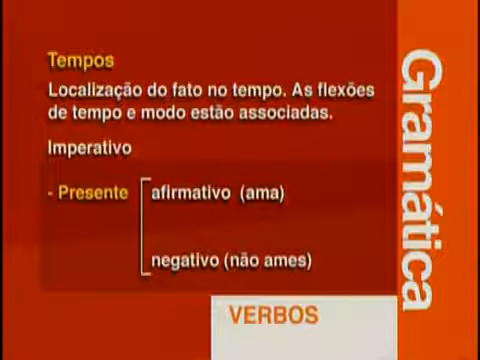 Tempos
Localização do fato no tempo. As flexões
de tempo e modo estão associadas.
Imperativo
- Presente
afirmativo (ama)
negativo (não ames)
VERBOS
Gramática